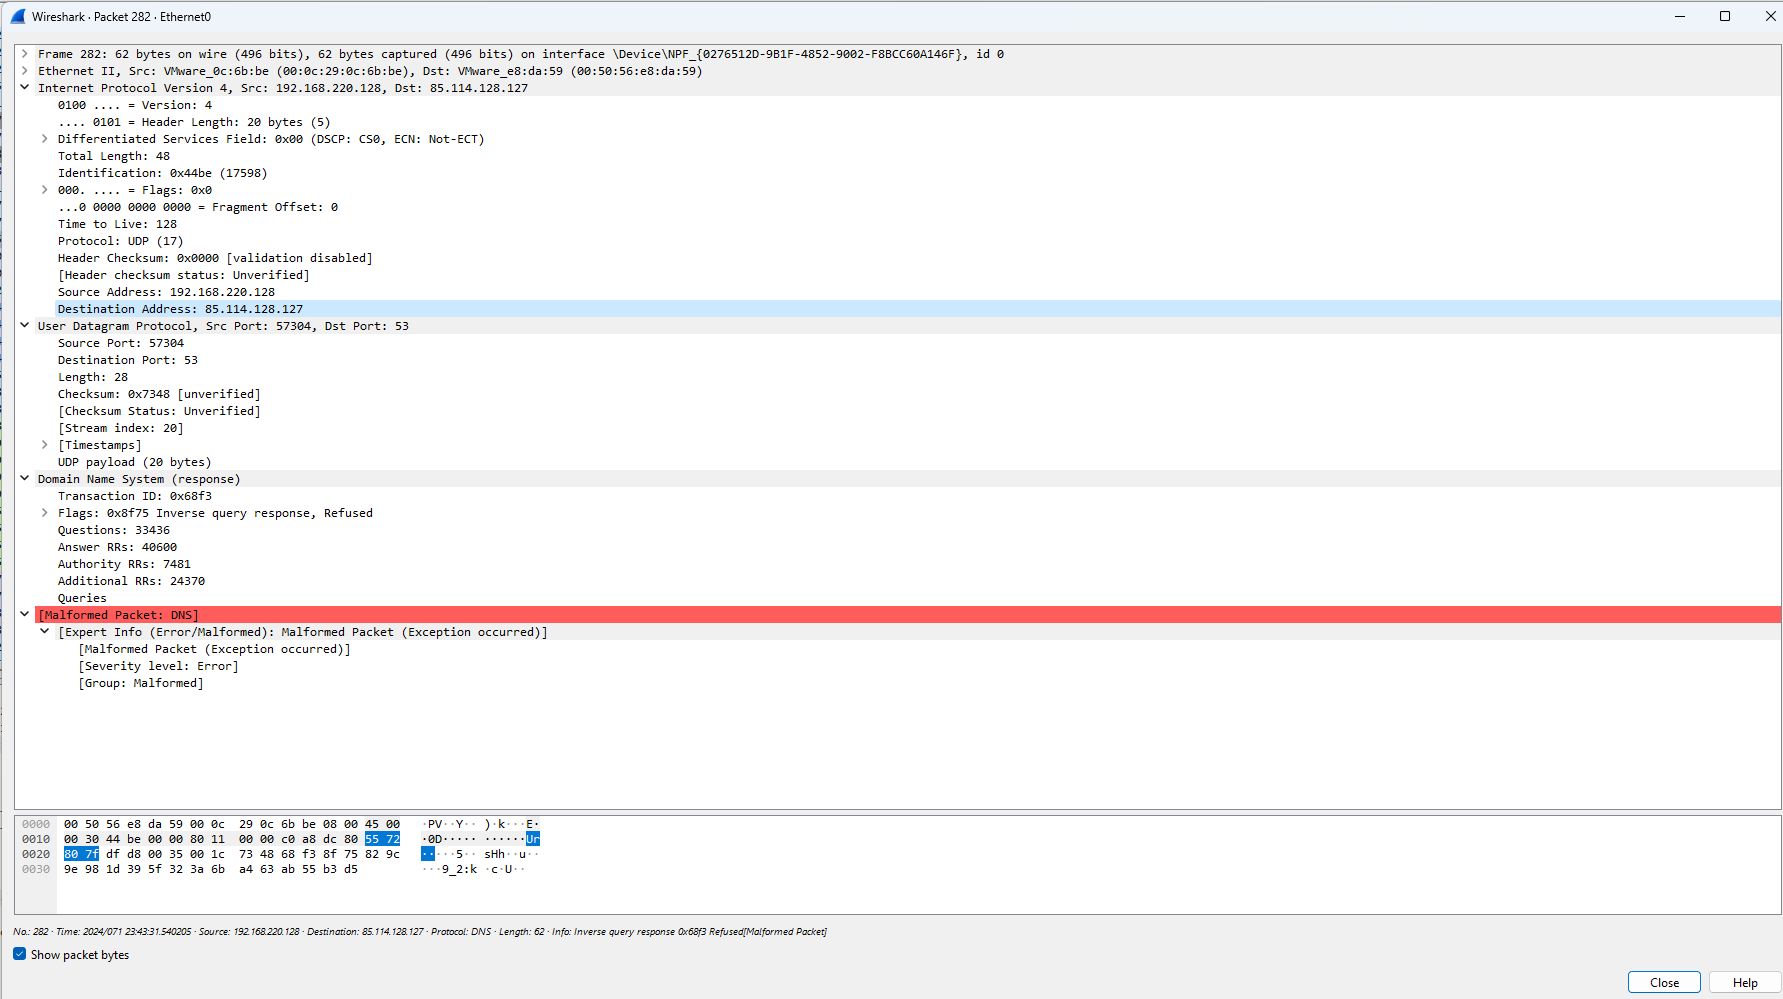 Wireshark · Packet 282 · Ethernet0
Frame 282: 62 bytes on wire (496 bits), 62 bytes captured (496 bits) on interface \Device\NPF_{0276512D-9B1F-4852-9002-F8BCC60A146F}, id 0
Ethernet II, Src: VMware_0c:6b:be (00:0c:29:0c:6b:be), Dst: VMware_e8:da:59 (00:50:56:e8:da:59)
Internet Protocol Version 4, Src: 192.168.220.128, Dst: 85.114.128.127
0100 .... = Version: 4
.... 0101 = Header Length: 20 bytes (5)
Differentiated Services Field: 0x00 (DSCP: CS0, ECN: Not-ECT)
Total Length: 48
Identification: 0x44be (17598)
000. .... = Flags: 0x0
...0 0000 0000 0000 = Fragment Offset: 0
Time to Live: 128
Protocol: UDP (17)
Header Checksum: 0x0000 [validation disabled]
[Header checksum status: Unverified]
Source Address: 192.168.220.128
Destination Address: 85.114.128.127
User Datagram Protocol, Src Port: 57304, Dst Port: 53
Source Port: 57304
Destination Port: 53
Length: 28
Checksum: 0x7348 [unverified]
[Checksum Status: Unverified]
[Stream index: 20]
[Timestamps]
UDP payload (20 bytes)
Domain Name System (response)
Transaction ID: 0x68f3
Flags: 0x8f75 Inverse query response, Refused
Questions: 33436
Answer RRs: 40600
Authority RRs: 7481
Additional RRs: 24370
Queries
[Malformed Packet: DNS]
[Expert Info (Error/Malformed): Malformed Packet (Exception occurred)]
[Malformed Packet (Exception occurred)]
[Severity level: Error]
[Group: Malformed]
0000 00 50 56 e8 da 59 00 0c 29 0c 6b be 08 00 45 00 ·PV··Y·· )·k···E·
0010 00 30 44 be 00 00 80 11 00 00 c0 a8 dc 80 55 72 ·0D····· ······Ur
0020 80 7f df d8 00 35 00 1c 73 48 68 f3 8f 75 82 9c ·····5·· sHh··u··
0030 9e 98 1d 39 5f 32 3a 6b a4 63 ab 55 b3 d5 ···9_2:k ·c·U··
No.: 282 · Time: 2024/071 23:43:31.540205 · Source: 192.168.220.128 · Destination: 85.114.128.127 · Protocol: DNS · Length: 62 · Info: Inverse query response 0x68f3 Refused[Malformed Packet]
Show packet bytes
Close
Help